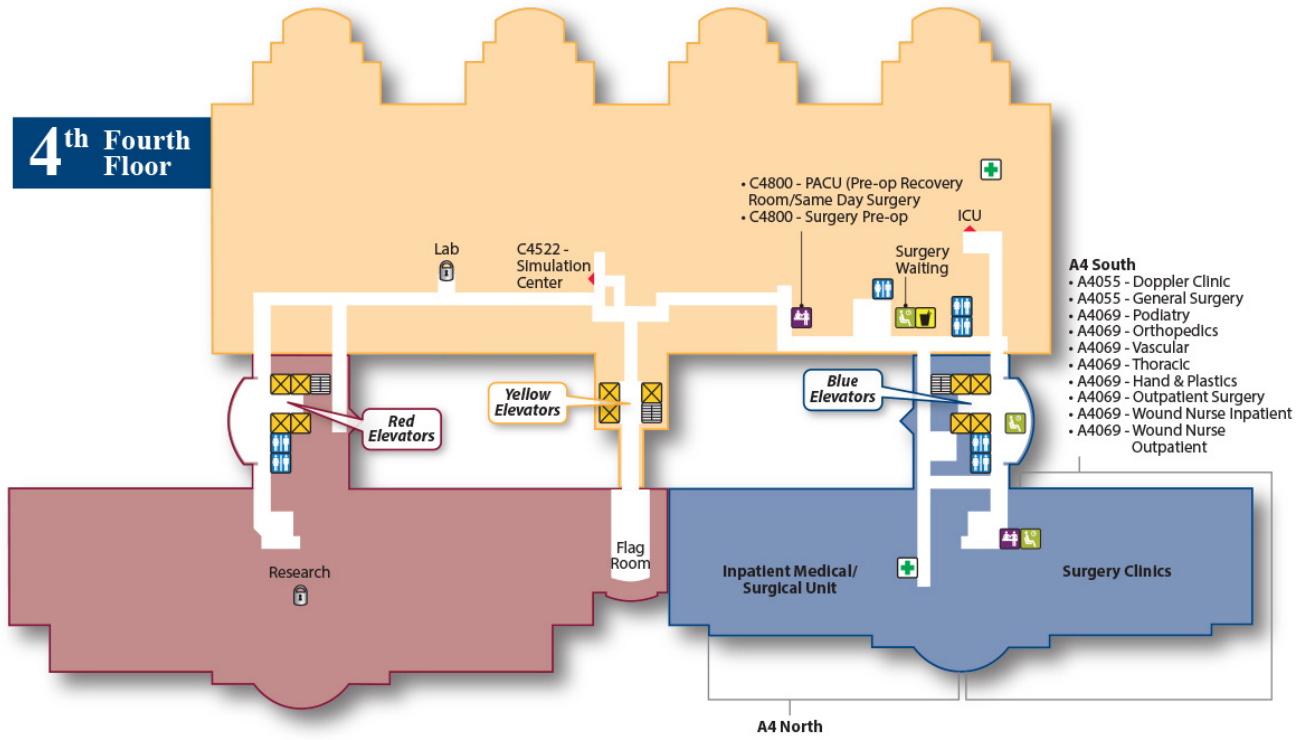 4th Fourth
Floor
• C4800 - PACU (Pre-op Recovery
Room/Same Day Surgery
• C4800 - Surgery Pre-op
ICU
Lab
C4522 -
Simulation
Center
Surgery
Waiting
A4 South
• A4055 - Doppler Clinic
• A4055 - General Surgery
• A4069 - Podiatry
• A4069 - Orthopedics
• A4069 - Vascular
• A4069 - Thoracic
• A4069 - Hand & Plastics
• A4069 - Outpatient Surgery
• A4069 - Wound Nurse Inpatient
• A4069 - Wound Nurse
Outpatient
Red
Elevators
Yellow
Elevators
Blue
Elevators
Flag
Room
Research
Inpatient Medical/
Surgical Unit
Surgery Clinics
A4 North